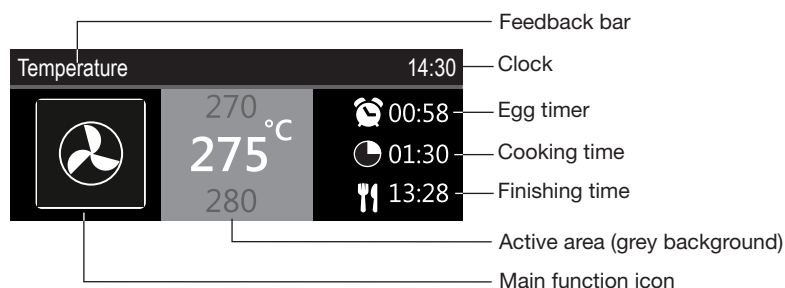 Feedback bar
Temperature 14:30 Clock
270
275 °C
280
00:58 Egg timer
01:30 Cooking time
13:28 Finishing time
Active area (grey background)
Main function icon